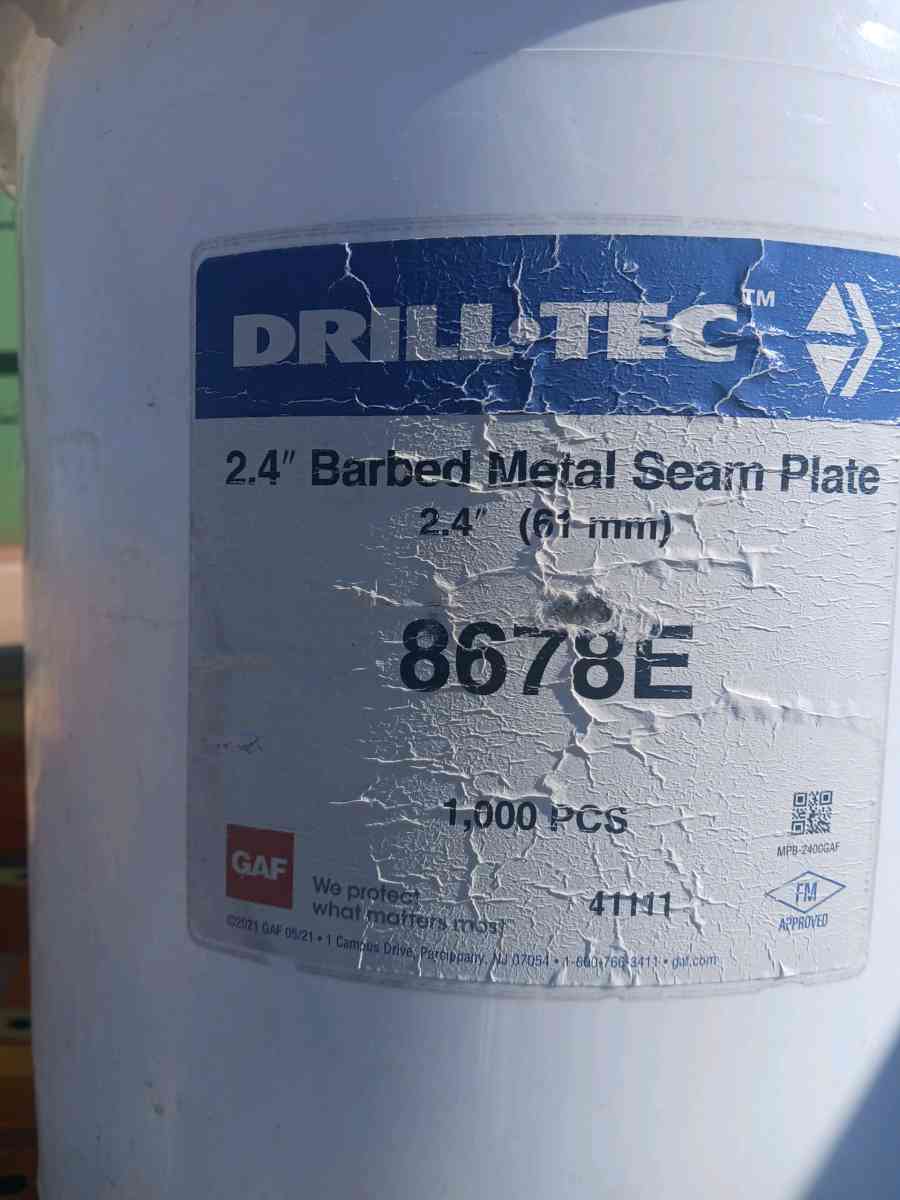 DRILL·TEC™
2.4" Barbed Metal Seam Plate
2.4" (61 mm)
8678E
1,000 PCS
MPB-2400GAF
GAF
We protect
what matters most™
41111
FM
APPROVED
©2021 GAF 05/21 • 1 Campus Drive, Parsippany, NJ 07054 • 1-800-766-3411 • gaf.com